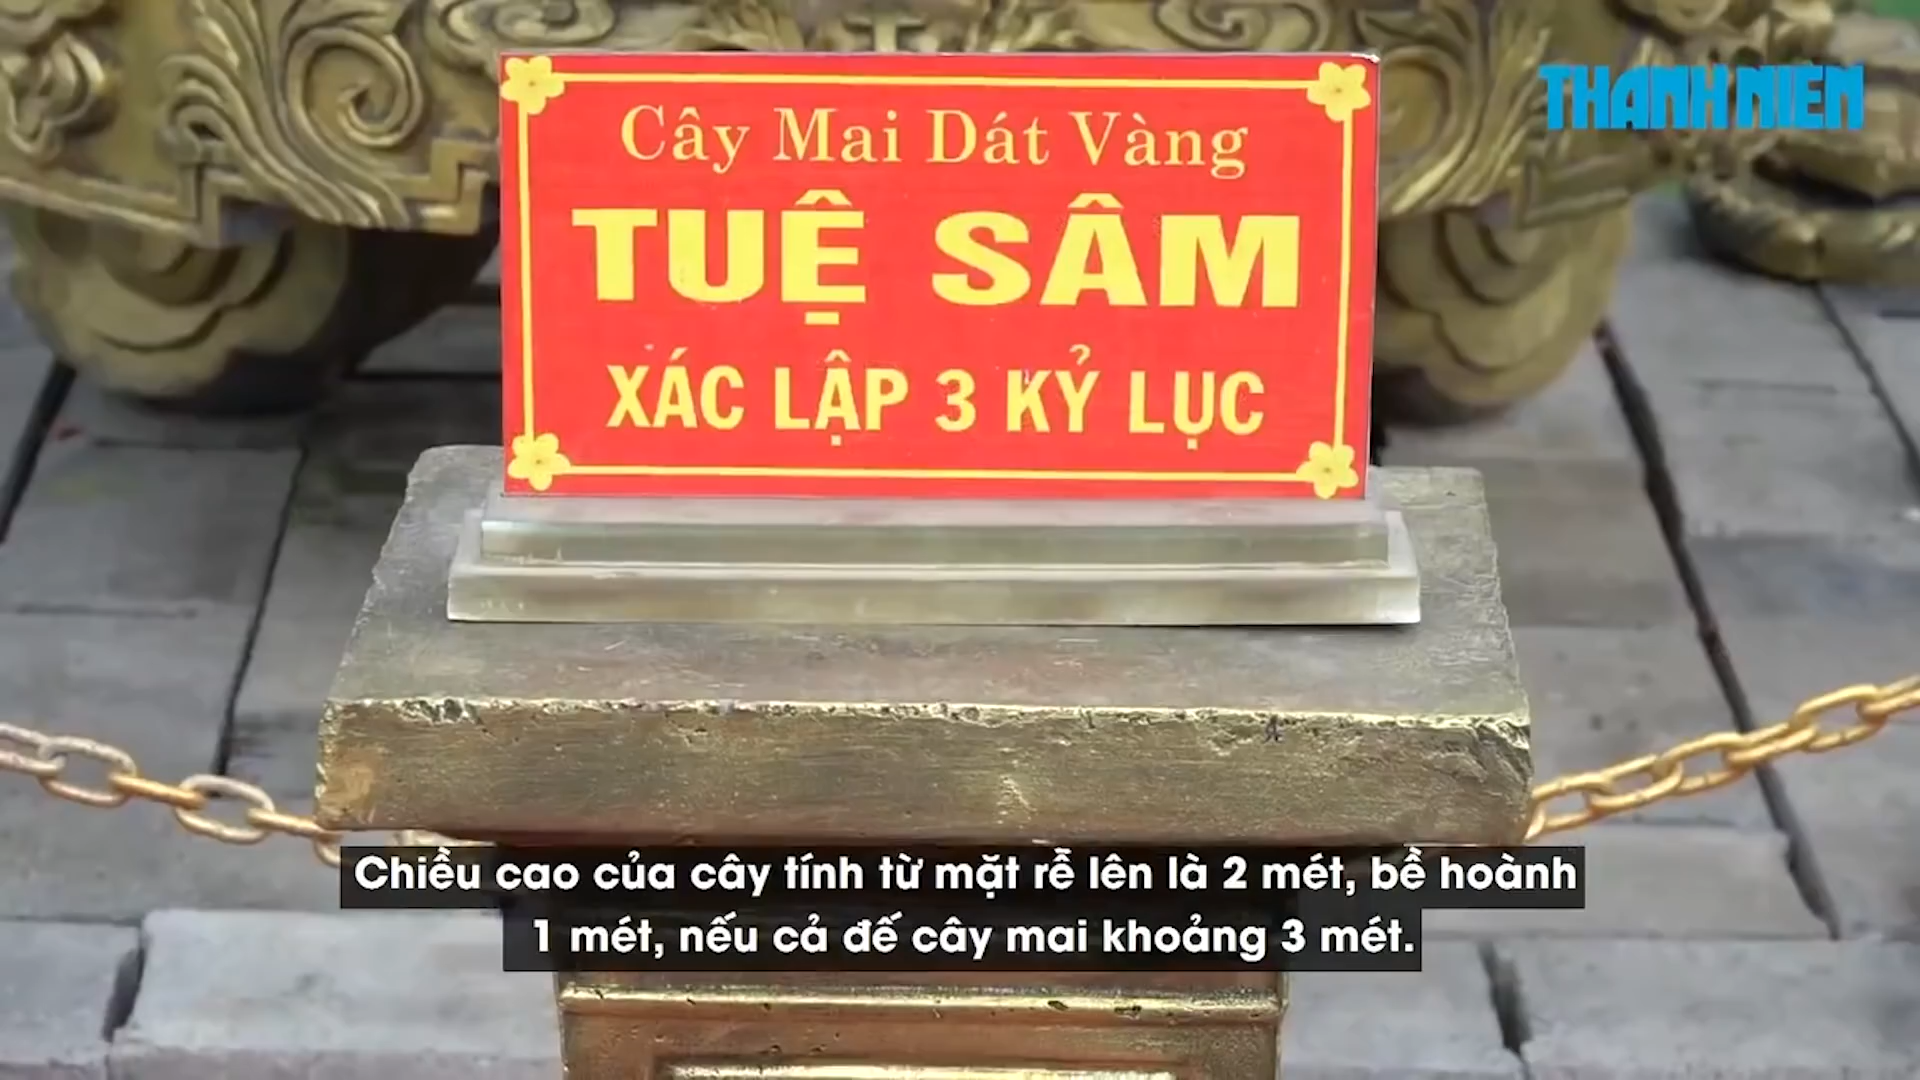 THANH NIÊN
Cây Mai Dát Vàng
TUỆ SÂM
XÁC LẬP 3 KỶ LỤC
Chiều cao của cây tính từ mặt rễ lên là 2 mét, bề hoành
1 mét, nếu cả đế cây mai khoảng 3 mét.